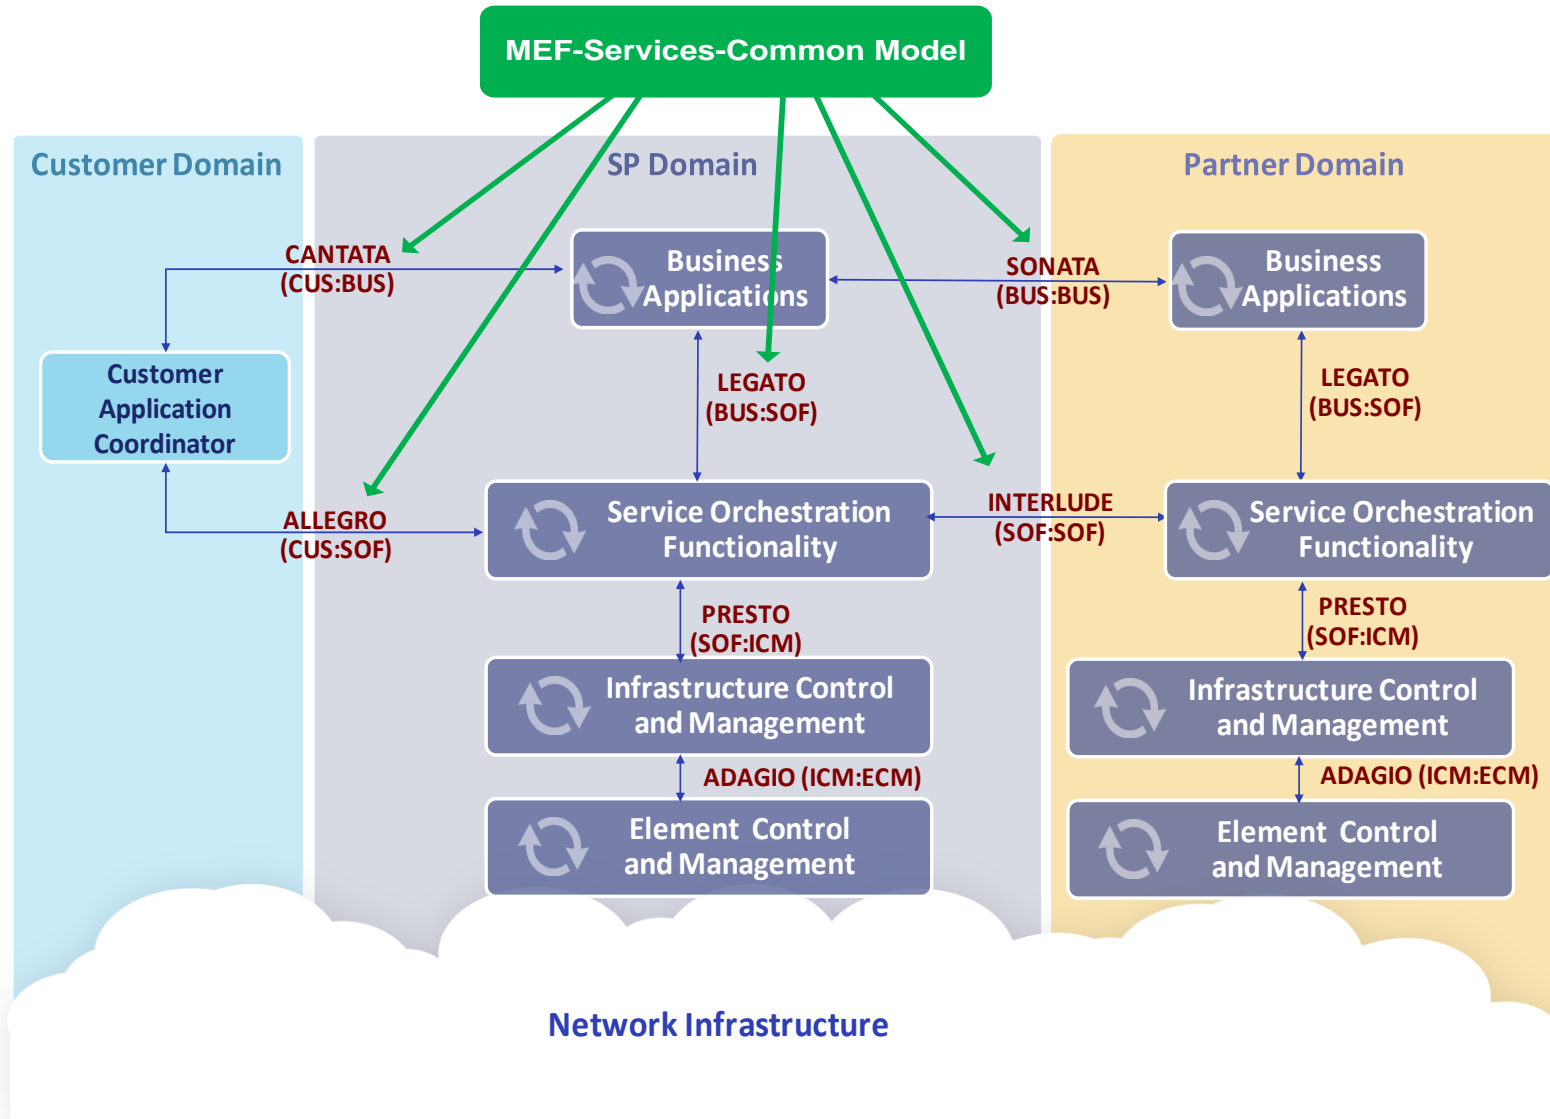 MEF-Services-Common Model
Customer Domain
SP Domain
Partner Domain
CANTATA
(CUS:BUS)
Business
Applications
SONATA
(BUS:BUS)
Business
Applications
Customer
Application
Coordinator
LEGATO
(BUS:SOF)
LEGATO
(BUS:SOF)
ALLEGRO
(CUS:SOF)
Service Orchestration
Functionality
INTERLUDE
(SOF:SOF)
Service Orchestration
Functionality
PRESTO
(SOF:ICM)
PRESTO
(SOF:ICM)
Infrastructure Control
and Management
Infrastructure Control
and Management
ADAGIO (ICM:ECM)
ADAGIO (ICM:ECM)
Element Control
and Management
Element Control
and Management
Network Infrastructure